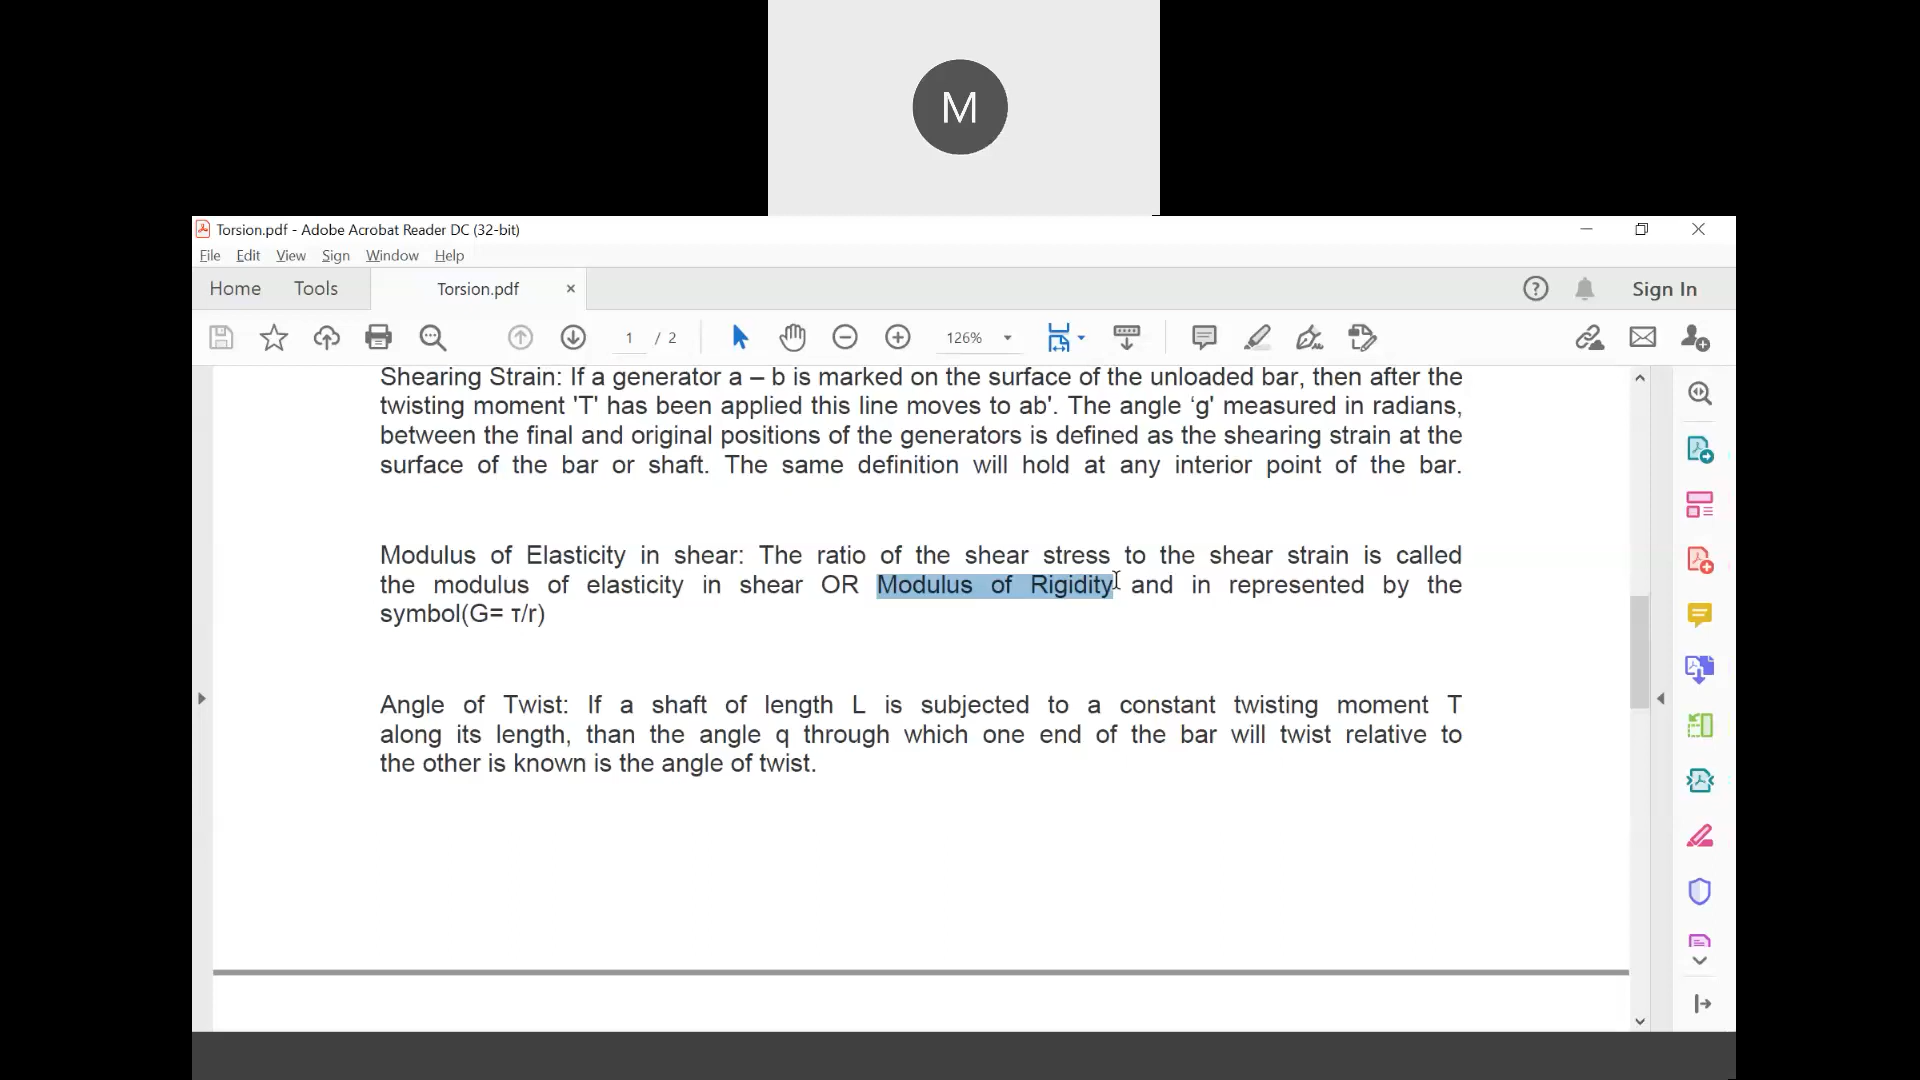 M
Torsion.pdf - Adobe Acrobat Reader DC (32-bit)
File Edit View Window Sign Help
Home Tools Torsion.pdf × Sign In
1 / 2 126%
Shearing Strain: If a generator a – b is marked on the surface of the unloaded bar, then after the
twisting moment 'T' has been applied this line moves to ab'. The angle ‘g' measured in radians,
between the final and original positions of the generators is defined as the shearing strain at the
surface of the bar or shaft. The same definition will hold at any interior point of the bar.
Modulus of Elasticity in shear: The ratio of the shear stress to the shear strain is called
the modulus of elasticity in shear OR Modulus of Rigidity and in represented by the
symbol(G= τ/r)
Angle of Twist: If a shaft of length L is subjected to a constant twisting moment T
along its length, than the angle q through which one end of the bar will twist relative to
the other is known is the angle of twist.